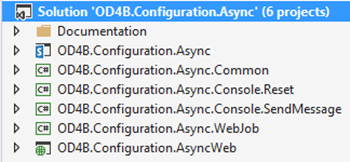 Solution 'OD4B.Configuration.Async' (6 projects)
Documentation
OD4B.Configuration.Async
C# OD4B.Configuration.Async.Common
C# OD4B.Configuration.Async.Console.Reset
C# OD4B.Configuration.Async.Console.SendMessage
C# OD4B.Configuration.Async.WebJob
OD4B.Configuration.AsyncWeb